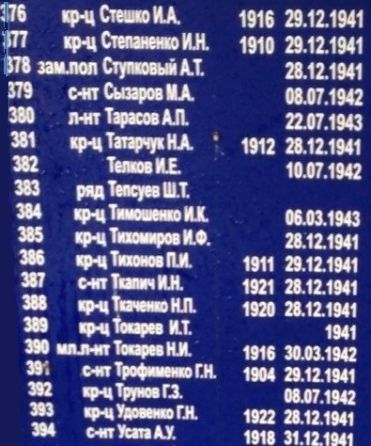 376 кр-ц Стешко И.А. 1916 29.12.1941
377 кр-ц Степаненко И.Н. 1910 29.12.1941
378 зам.пол Ступковый А.Т. 28.12.1941
379 с-нт Сызаров М.А. 08.07.1942
380 л-нт Тарасов А.П. 22.07.1943
381 кр-ц Татарчук Н.А. 1912 28.12.1941
382 Телков И.Е. 10.07.1942
383 ряд Тепсуев Ш.Т.
384 кр-ц Тимошенко И.К. 06.03.1943
385 кр-ц Тихомиров И.Ф. 28.12.1941
386 кр-ц Тихонов П.И. 1911 29.12.1941
387 с-нт Ткапич И.Н. 1921 28.12.1941
388 кр-ц Ткаченко Н.П. 1920 28.12.1941
389 кр-ц Токарев И.Т. 1941
390 мл.л-нт Токарев Н.И. 1916 30.03.1942
391 с-нт Трофименко Г.Н. 1904 29.12.1941
392 кр-ц Трунов Г.З. 08.07.1942
393 кр-ц Удовенко Г.Н. 1922 28.12.1941
394 с-нт Усата А.У. 1918 31.12.1941